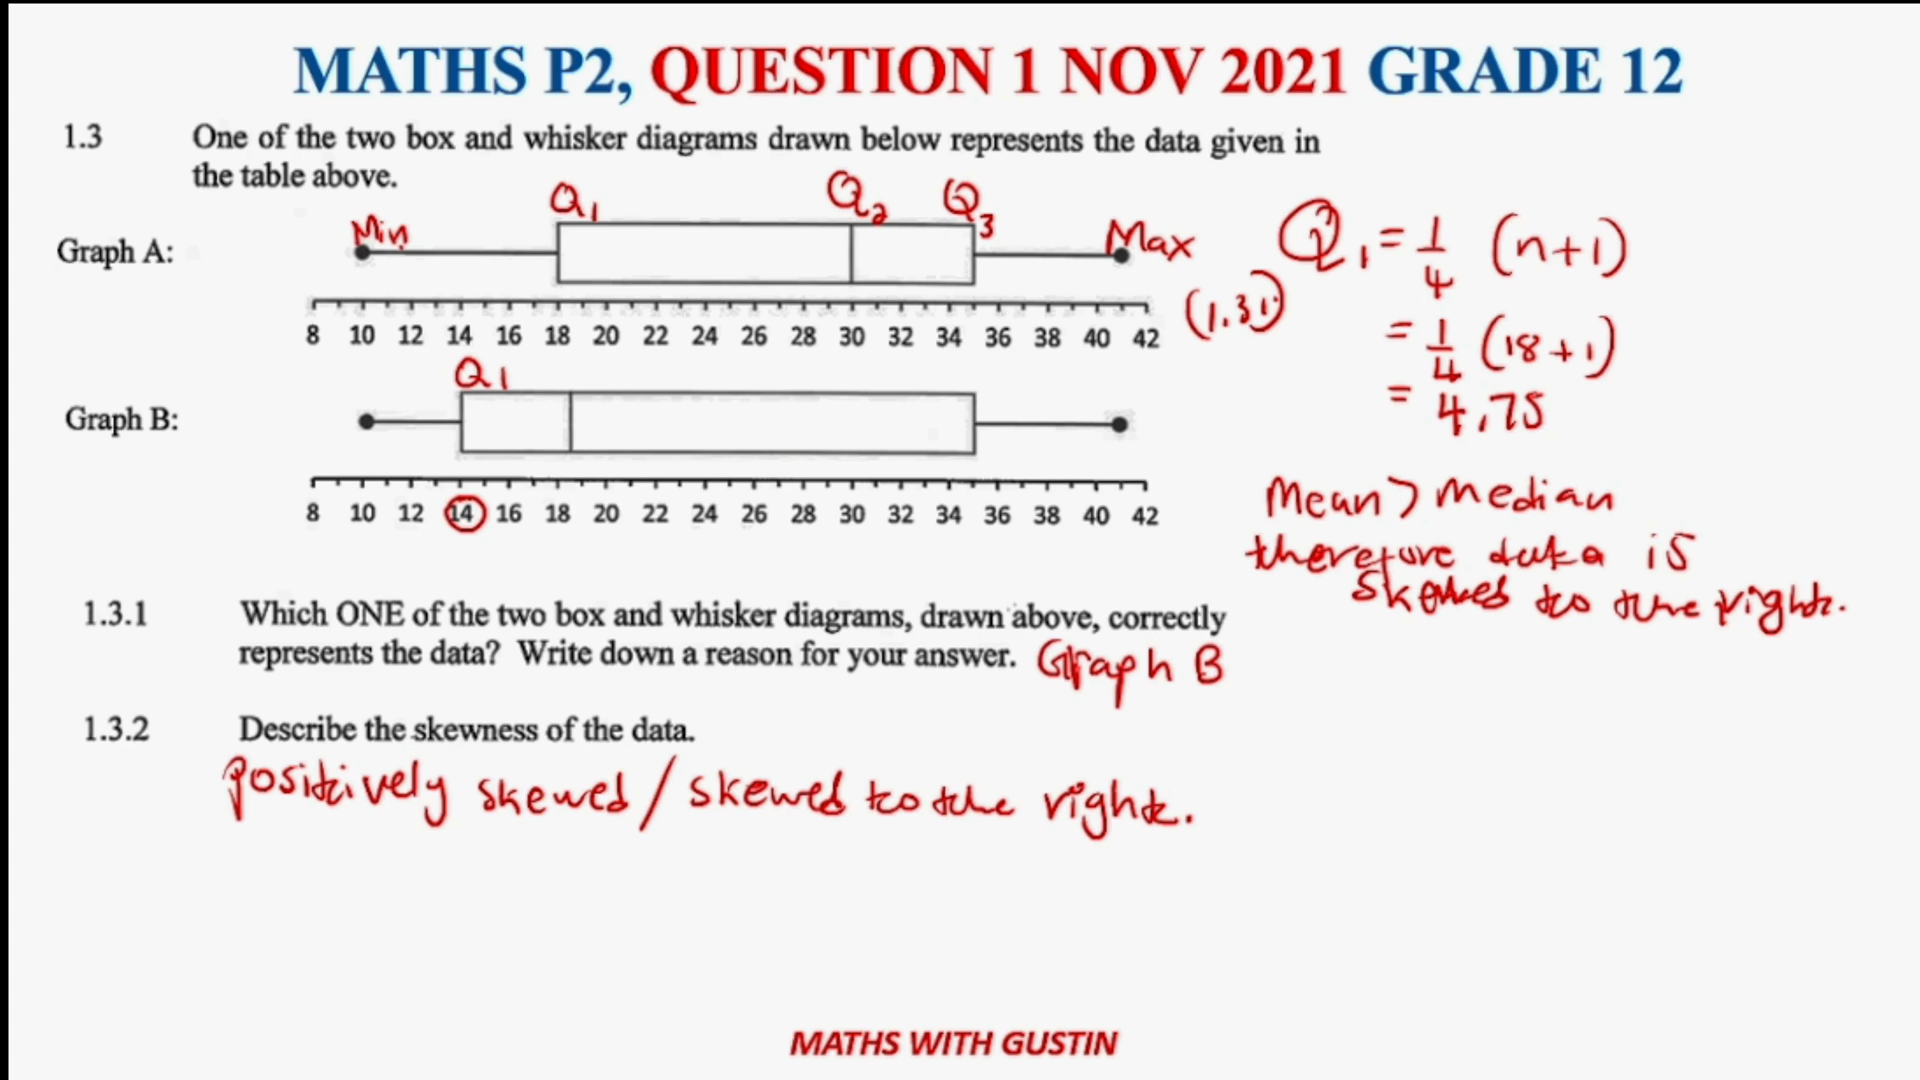 MATHS P2, QUESTION 1 NOV 2021 GRADE 12
1.3 One of the two box and whisker diagrams drawn below represents the data given in
the table above.
Graph A:
Min Q1 Q2 Q3 Max
8 10 12 14 16 18 20 22 24 26 28 30 32 34 36 38 40 42
(1.3.1)
Q1 = 1/4 (n+1)
= 1/4 (18+1)
= 4,75
Graph B:
Q1
8 10 12 14 16 18 20 22 24 26 28 30 32 34 36 38 40 42
Mean > median
therefore data is
skewed to the right.
1.3.1 Which ONE of the two box and whisker diagrams, drawn above, correctly
represents the data? Write down a reason for your answer. Graph B
1.3.2 Describe the skewness of the data.
Positively skewed / skewed to the right.
MATHS WITH GUSTIN